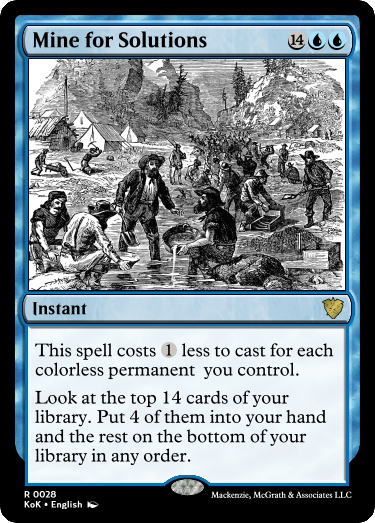 Mine for Solutions 14
Instant
This spell costs 1 less to cast for each
colorless permanent you control.
Look at the top 14 cards of your
library. Put 4 of them into your hand
and the rest on the bottom of your
library in any order.
R 0028
KoK • English Mackenzie, McGrath & Associates LLC